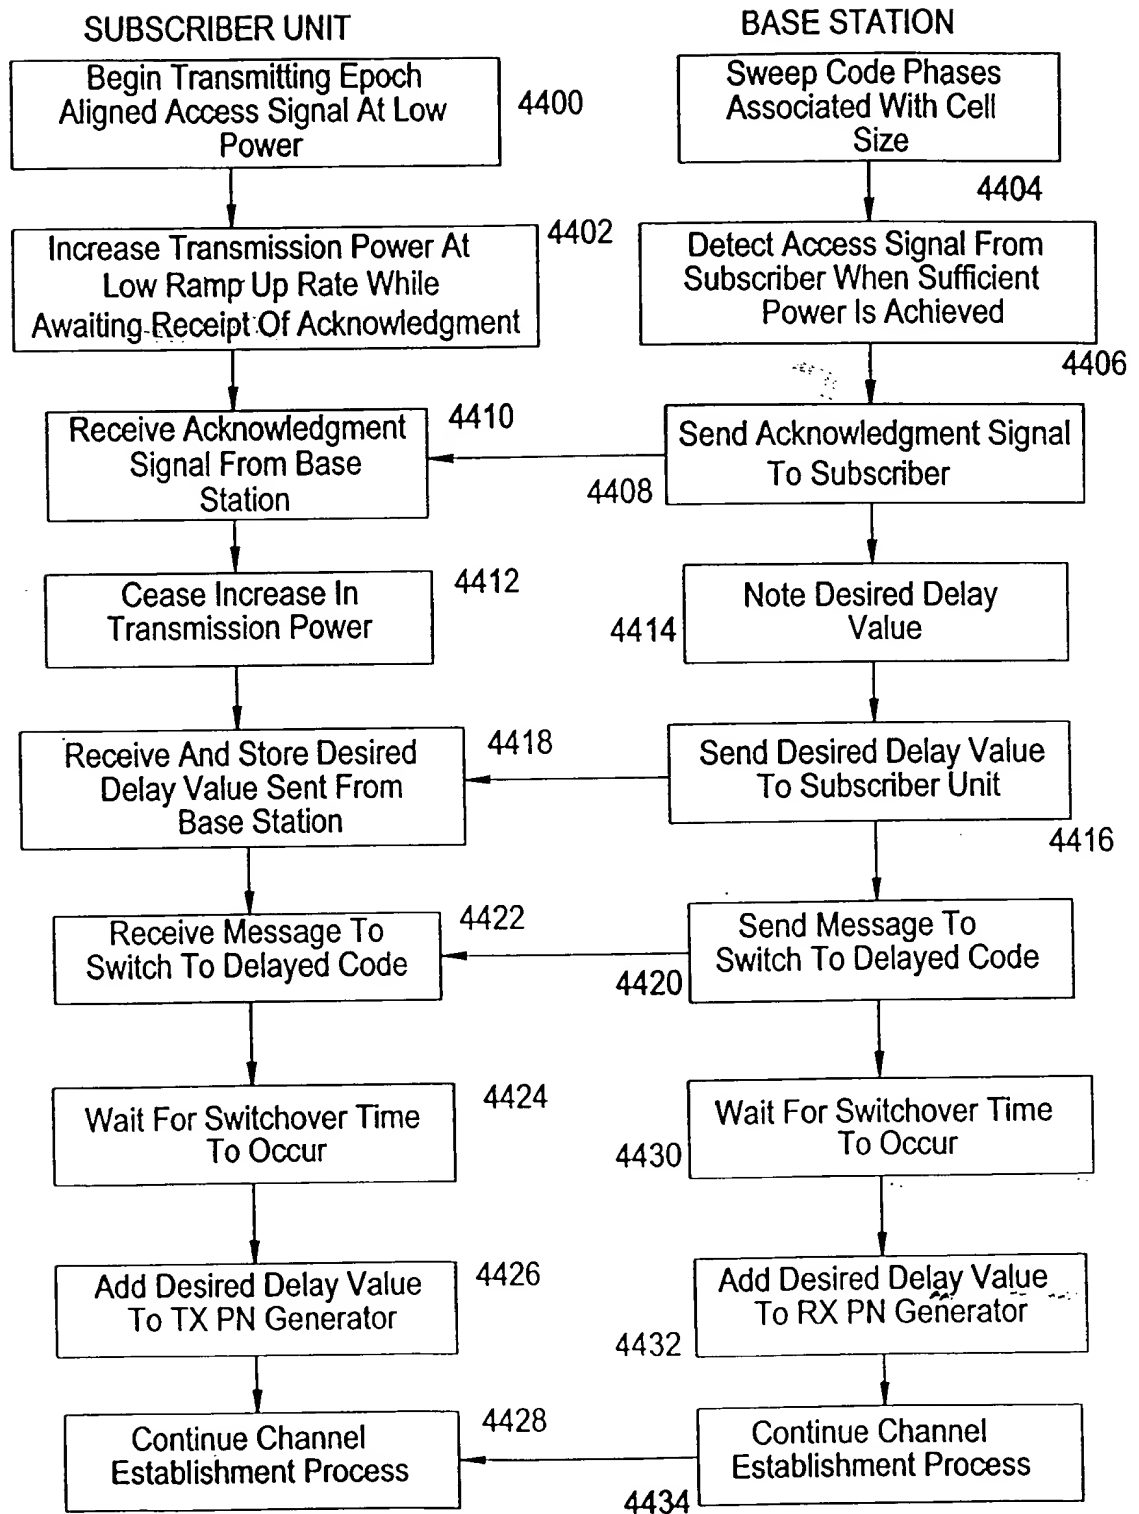 SUBSCRIBER UNIT
Begin Transmitting Epoch
Aligned Access Signal At Low
Power
4400
Increase Transmission Power At
Low Ramp Up Rate While
Awaiting Receipt Of Acknowledgment
4402
Receive Acknowledgment
Signal From Base
Station
4410
Cease Increase In
Transmission Power
4412
Receive And Store Desired
Delay Value Sent From
Base Station
4418
Receive Message To
Switch To Delayed Code
4422
Wait For Switchover Time
To Occur
4424
Add Desired Delay Value
To TX PN Generator
4426
Continue Channel
Establishment Process
4428
BASE STATION
Sweep Code Phases
Associated With Cell
Size
4404
Detect Access Signal From
Subscriber When Sufficient
Power Is Achieved
4406
Send Acknowledgment Signal
To Subscriber
4408
Note Desired Delay
Value
4414
Send Desired Delay Value
To Subscriber Unit
4416
Send Message To
Switch To Delayed Code
4420
Wait For Switchover Time
To Occur
4430
Add Desired Delay Value
To RX PN Generator
4432
Continue Channel
Establishment Process
4434